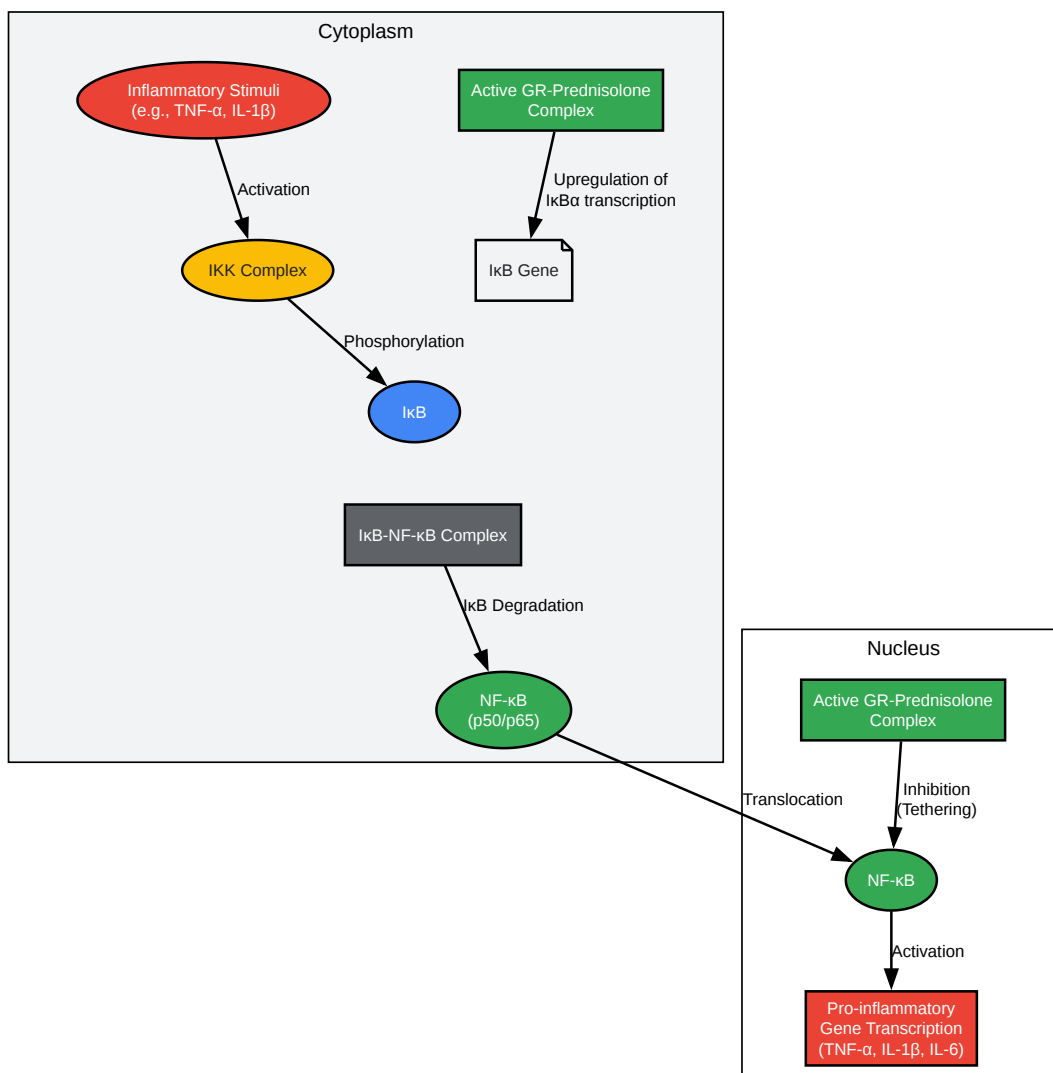 Cytoplasm
Inflammatory Stimuli
(e.g., TNF-α, IL-1β)
Active GR-Prednisolone
Complex
Activation
Upregulation of
IκBα transcription
IKK Complex
IκB Gene
Phosphorylation
IκB
IκB-NF-κB Complex
IκB Degradation
NF-κB
(p50/p65)
Translocation
Nucleus
Active GR-Prednisolone
Complex
Inhibition
(Tethering)
NF-κB
Activation
Pro-inflammatory
Gene Transcription
(TNF-α, IL-1β, IL-6)